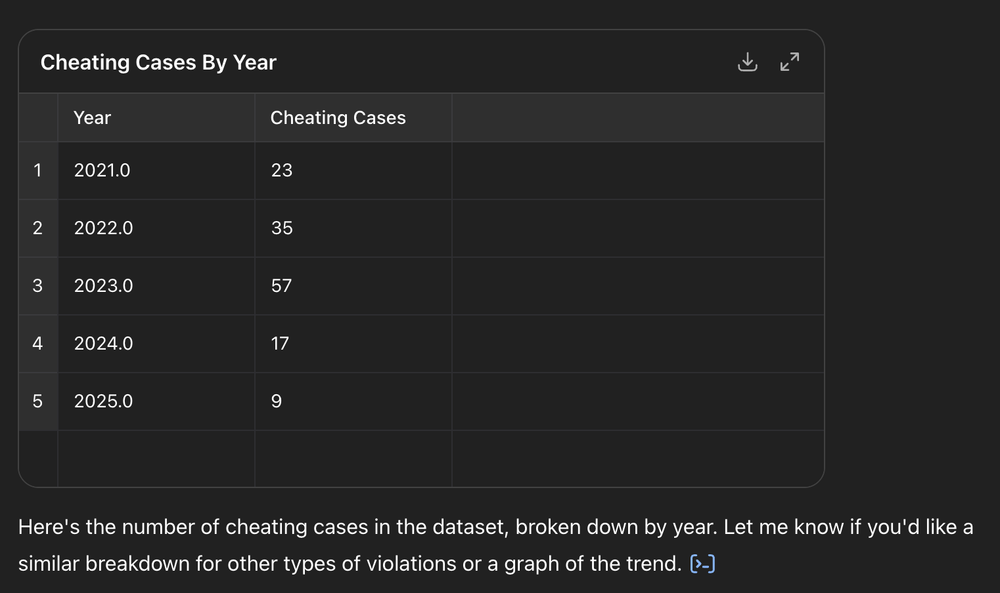 Cheating Cases By Year
Year Cheating Cases
1 2021.0 23
2 2022.0 35
3 2023.0 57
4 2024.0 17
5 2025.0 9
Here's the number of cheating cases in the dataset, broken down by year. Let me know if you'd like a
similar breakdown for other types of violations or a graph of the trend. [>-]